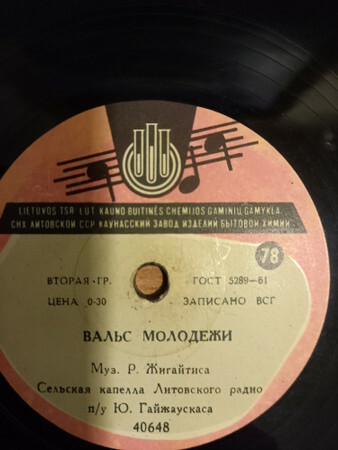 LIETUVOS TSR LŪT KAUNO BUITINĖS CHEMIJOS GAMINIŲ GAMYKLA
СНХ ЛИТОВСКОЙ ССР КАУНАССКИЙ ЗАВОД ИЗДЕЛИЙ БЫТОВОЙ ХИМИИ
78
ВТОРАЯ·ГР. ГОСТ 5289—61
ЦЕНА 0-30 ЗАПИСАНО ВСГ
ВАЛЬС МОЛОДЕЖИ
Муз. Р. Жигайтиса
Сельская капелла Литовского радио
п/у Ю. Гайжаускаса
40648